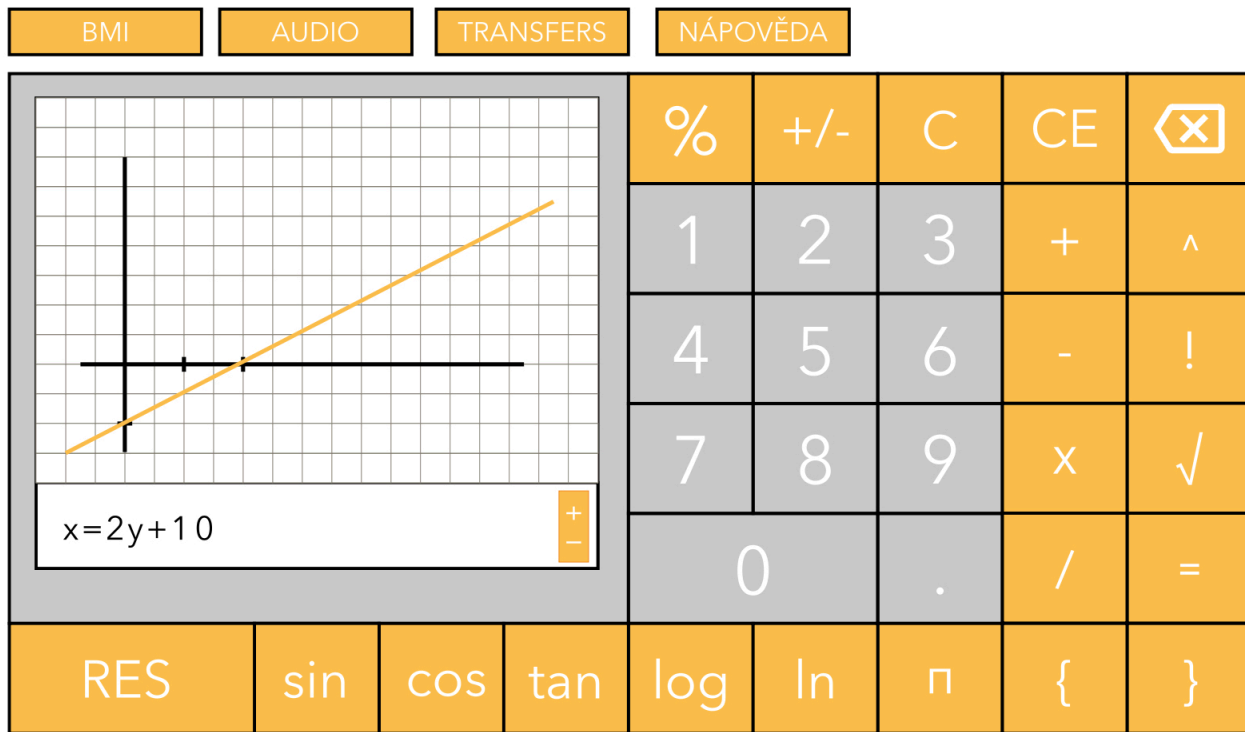 BMI AUDIO TRANSFERS NÁPOVĚDA
% +/- C CE
1 2 3 + ^
4 5 6 - !
7 8 9 x √
x=2y+10 + −
0 . / =
RES sin cos tan log ln п { }